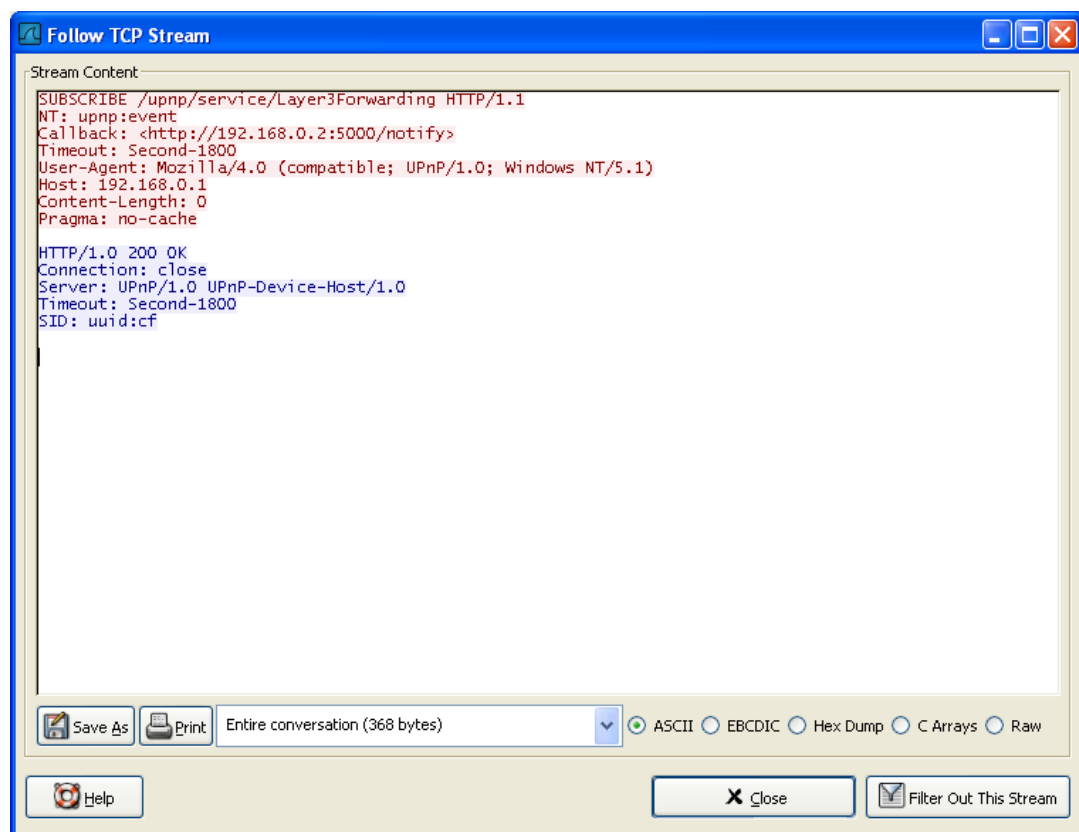 Follow TCP Stream
Stream Content
SUBSCRIBE /upnp/service/Layer3Forwarding HTTP/1.1
NT: upnp:event
Callback: <http://192.168.0.2:5000/notify>
Timeout: Second-1800
User-Agent: Mozilla/4.0 (compatible; UPnP/1.0; Windows NT/5.1)
Host: 192.168.0.1
Content-Length: 0
Pragma: no-cache
HTTP/1.0 200 OK
Connection: close
Server: UPnP/1.0 UPnP-Device-Host/1.0
Timeout: Second-1800
SID: uuid:cf
Save As Print Entire conversation (368 bytes) ASCII EBCDIC Hex Dump C Arrays Raw
Help Close Filter Out This Stream